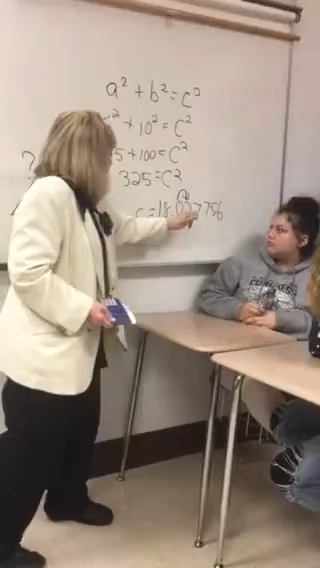 a² + b² = c²
² + 10² = c²
5 + 100 = c²
?
325 = c²
c = 18.027756